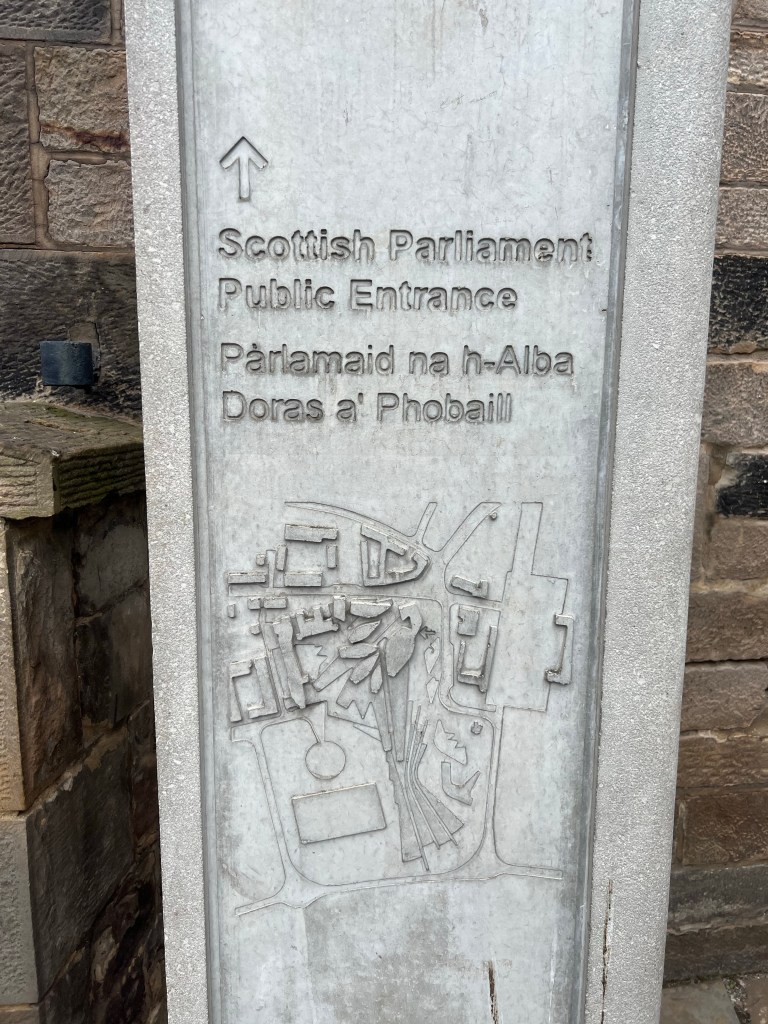 Scottish Parliament
Public Entrance
Pàrlamaid na h-Alba
Doras a' Phobaill